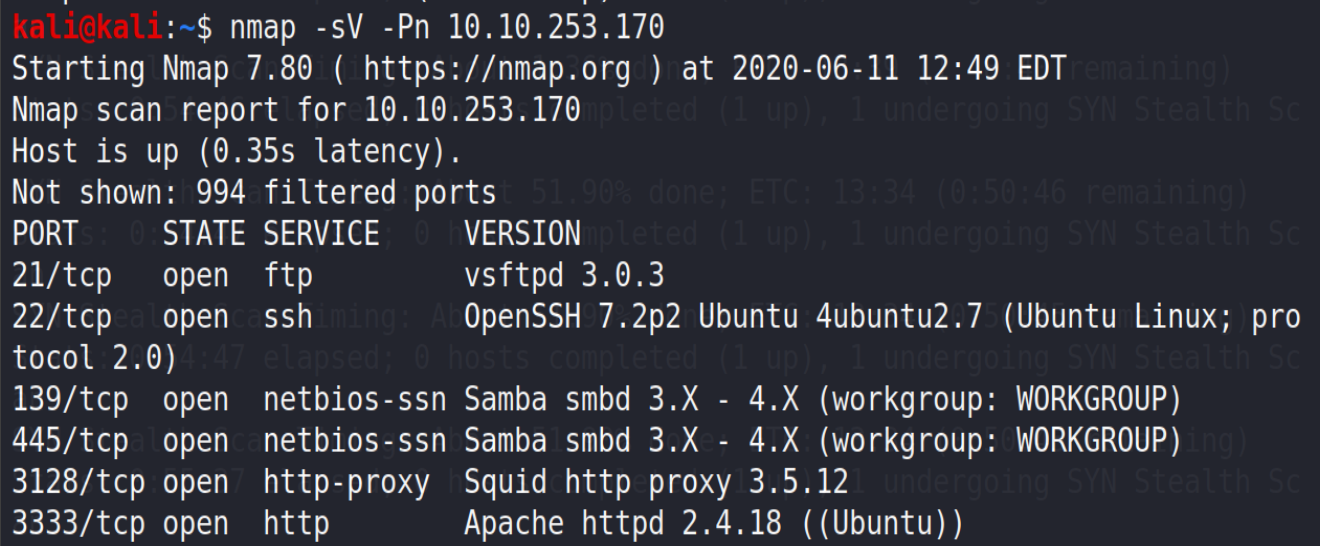 kali@kali:~$ nmap -sV -Pn 10.10.253.170
Starting Nmap 7.80 ( https://nmap.org ) at 2020-06-11 12:49 EDT
Nmap scan report for 10.10.253.170
Host is up (0.35s latency).
Not shown: 994 filtered ports
PORT     STATE SERVICE     VERSION
21/tcp   open  ftp         vsftpd 3.0.3
22/tcp   open  ssh         OpenSSH 7.2p2 Ubuntu 4ubuntu2.7 (Ubuntu Linux; pro
tocol 2.0)
139/tcp  open  netbios-ssn Samba smbd 3.X - 4.X (workgroup: WORKGROUP)
445/tcp  open  netbios-ssn Samba smbd 3.X - 4.X (workgroup: WORKGROUP)
3128/tcp open  http-proxy  Squid http proxy 3.5.12
3333/tcp open  http        Apache httpd 2.4.18 ((Ubuntu))